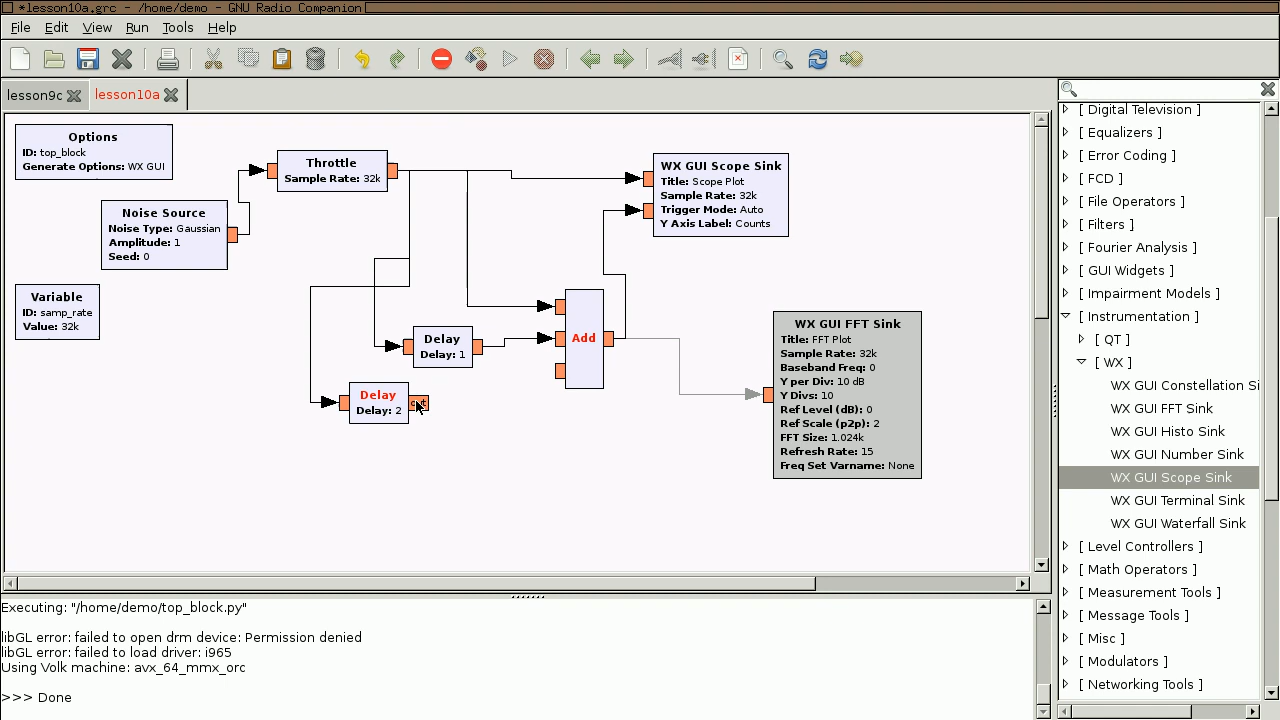 *lesson10a.grc - /home/demo - GNU Radio Companion
File Edit View Run Tools Help
lesson9c
lesson10a
Options
ID: top_block
Generate Options: WX GUI
Noise Source
Noise Type: Gaussian
Amplitude: 1
Seed: 0
Variable
ID: samp_rate
Value: 32k
Throttle
Sample Rate: 32k
Delay
Delay: 1
Delay
Delay: 2
Add
WX GUI Scope Sink
Title: Scope Plot
Sample Rate: 32k
Trigger Mode: Auto
Y Axis Label: Counts
WX GUI FFT Sink
Title: FFT Plot
Sample Rate: 32k
Baseband Freq: 0
Y per Div: 10 dB
Y Divs: 10
Ref Level (dB): 0
Ref Scale (p2p): 2
FFT Size: 1.024k
Refresh Rate: 15
Freq Set Varname: None
[ Digital Television ]
[ Equalizers ]
[ Error Coding ]
[ FCD ]
[ File Operators ]
[ Filters ]
[ Fourier Analysis ]
[ GUI Widgets ]
[ Impairment Models ]
[ Instrumentation ]
[ QT ]
[ WX ]
WX GUI Constellation Si
WX GUI FFT Sink
WX GUI Histo Sink
WX GUI Number Sink
WX GUI Scope Sink
WX GUI Terminal Sink
WX GUI Waterfall Sink
[ Level Controllers ]
[ Math Operators ]
[ Measurement Tools ]
[ Message Tools ]
[ Misc ]
[ Modulators ]
[ Networking Tools ]
Executing: "/home/demo/top_block.py"
libGL error: failed to open drm device: Permission denied
libGL error: failed to load driver: i965
Using Volk machine: avx_64_mmx_orc
>>> Done